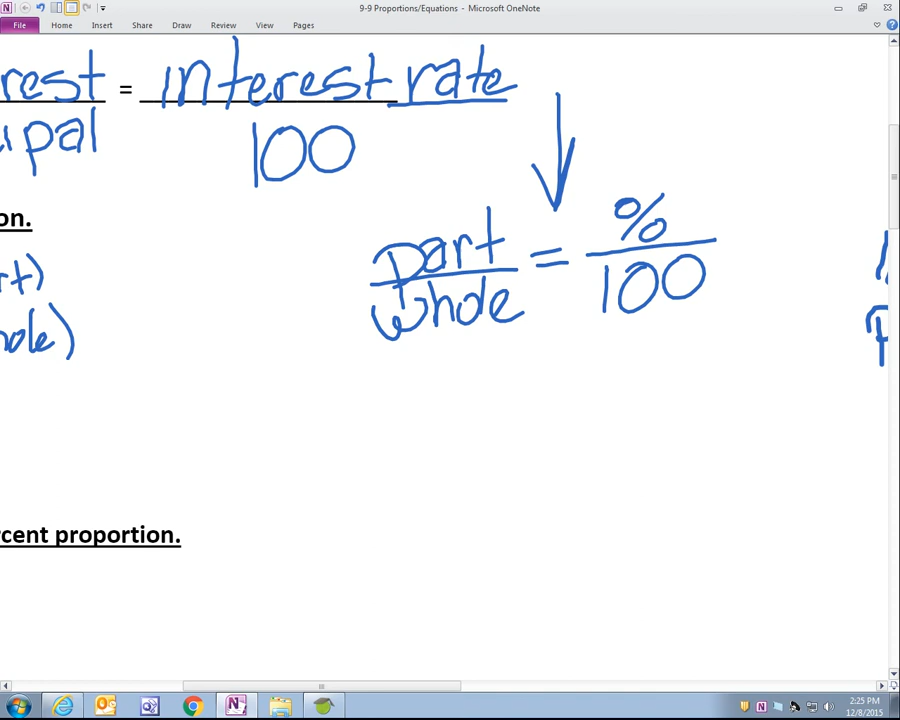 9-9 Proportions/Equations - Microsoft OneNote
File Home Insert Share Draw Review View Pages
rest = interest rate
ipal 100
on.
rt)
hole)
part = %
whole 100
rcent proportion.
2:25 PM
12/8/2015